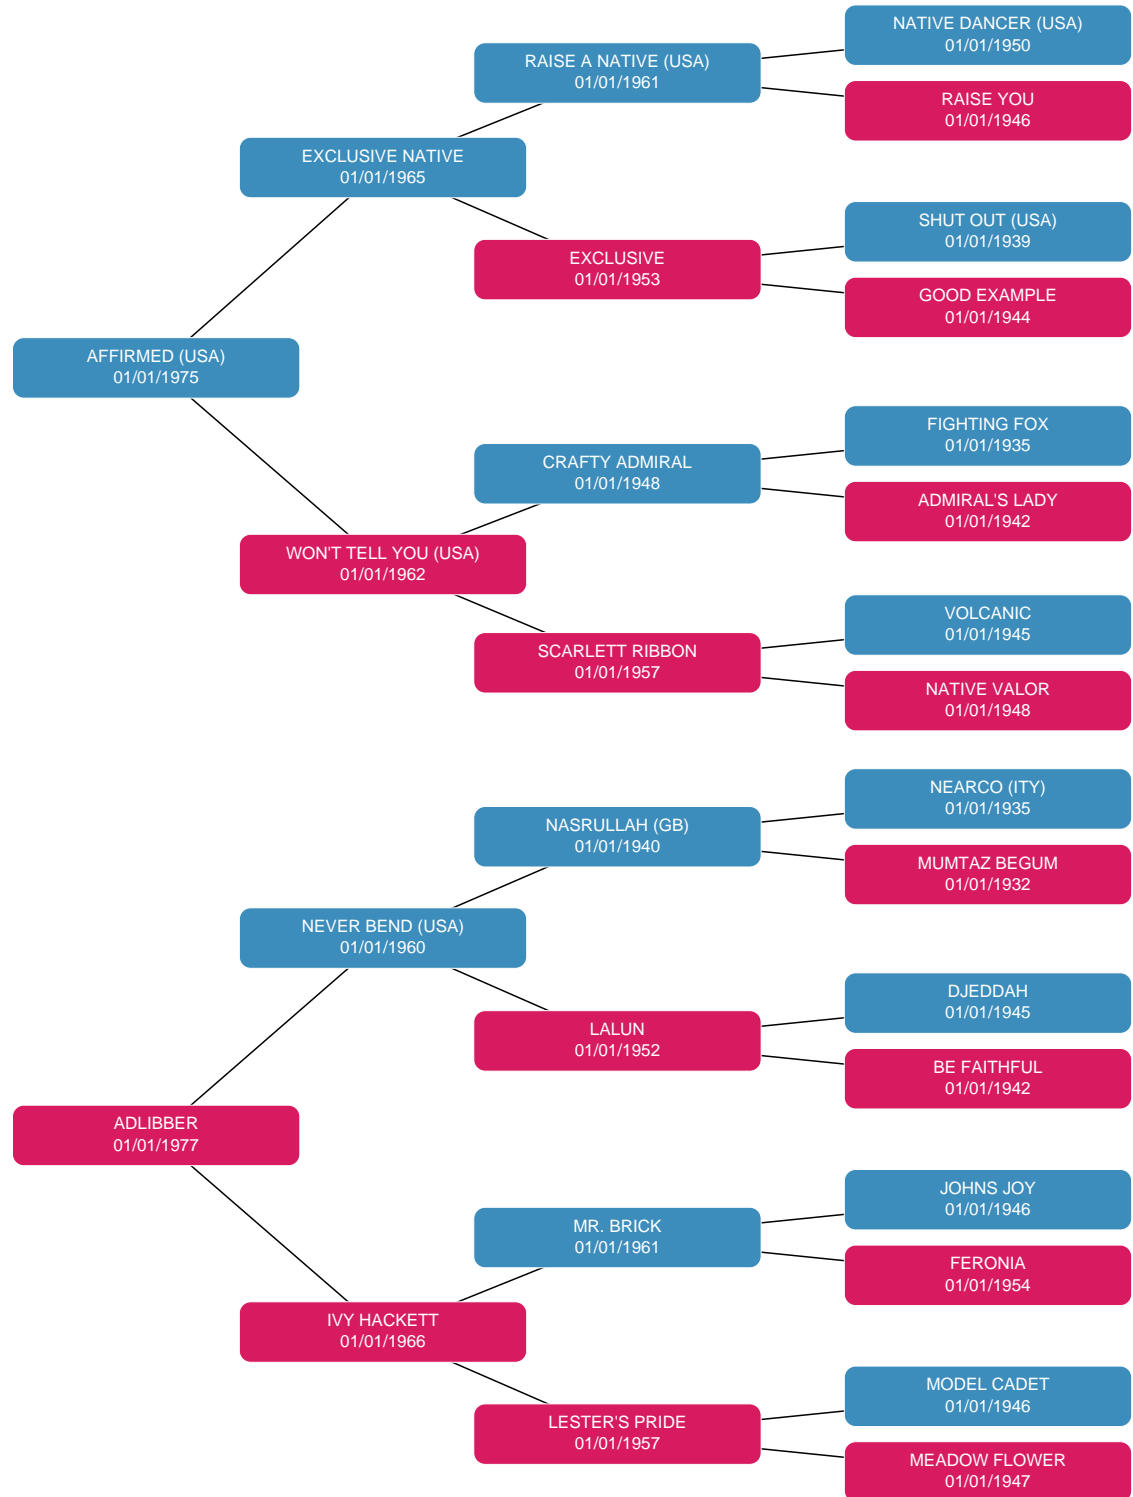 NATIVE DANCER (USA)
01/01/1950
RAISE A NATIVE (USA)
01/01/1961
RAISE YOU
01/01/1946
EXCLUSIVE NATIVE
01/01/1965
SHUT OUT (USA)
01/01/1939
EXCLUSIVE
01/01/1953
GOOD EXAMPLE
01/01/1944
AFFIRMED (USA)
01/01/1975
FIGHTING FOX
01/01/1935
CRAFTY ADMIRAL
01/01/1948
ADMIRAL'S LADY
01/01/1942
WON'T TELL YOU (USA)
01/01/1962
VOLCANIC
01/01/1945
SCARLETT RIBBON
01/01/1957
NATIVE VALOR
01/01/1948
NEARCO (ITY)
01/01/1935
NASRULLAH (GB)
01/01/1940
MUMTAZ BEGUM
01/01/1932
NEVER BEND (USA)
01/01/1960
DJEDDAH
01/01/1945
LALUN
01/01/1952
BE FAITHFUL
01/01/1942
ADLIBBER
01/01/1977
JOHNS JOY
01/01/1946
MR. BRICK
01/01/1961
FERONIA
01/01/1954
IVY HACKETT
01/01/1966
MODEL CADET
01/01/1946
LESTER'S PRIDE
01/01/1957
MEADOW FLOWER
01/01/1947